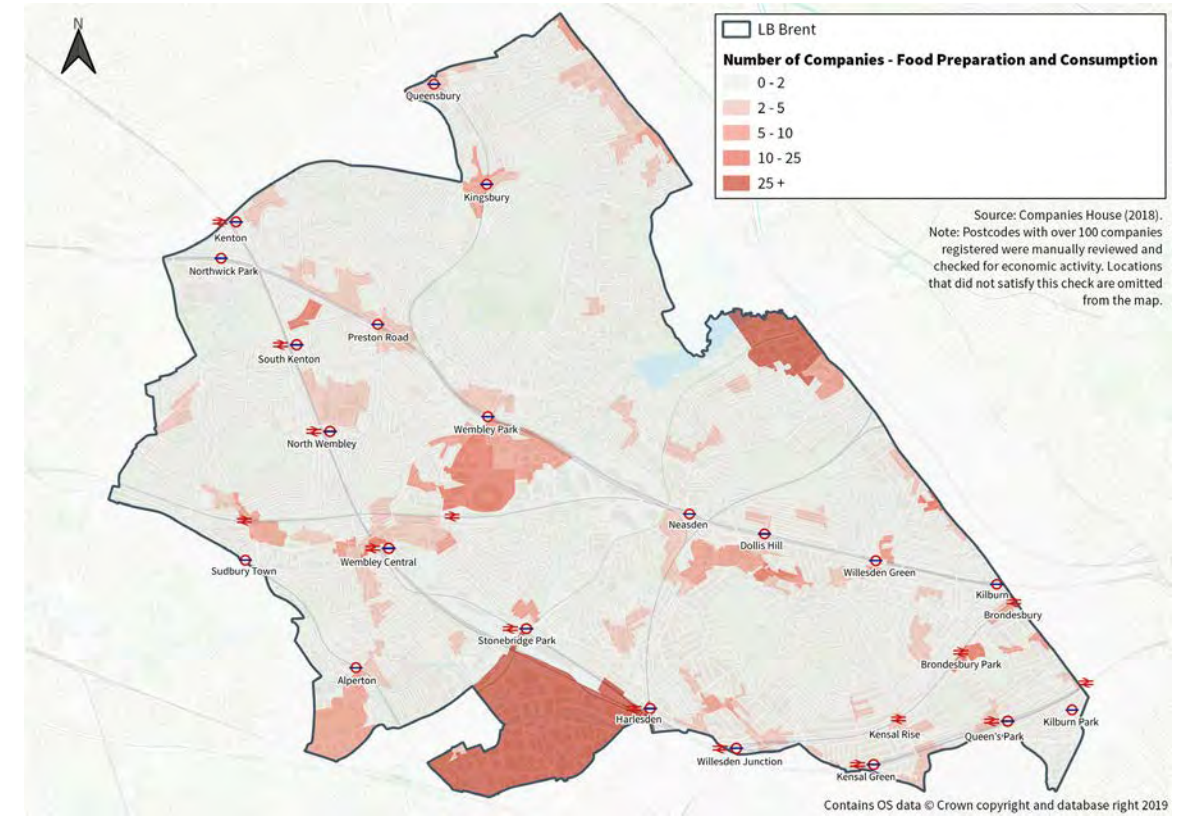 N
LB Brent
Number of Companies - Food Preparation and Consumption
0 - 2
2 - 5
5 - 10
10 - 25
25 +
Source: Companies House (2018).
Note: Postcodes with over 100 companies
registered were manually reviewed and
checked for economic activity. Locations
that did not satisfy this check are omitted
from the map.
Queensbury
Kingsbury
Kenton
Northwick Park
Preston Road
South Kenton
Wembley Park
North Wembley
Neasden
Dollis Hill
Wembley Central
Sudbury Town
Willesden Green
Kilburn
Brondesbury
Stonebridge Park
Brondesbury Park
Alperton
Harlesden
Kensal Rise
Queen's Park
Kilburn Park
Willesden Junction
Kensal Green
Contains OS data © Crown copyright and database right 2019